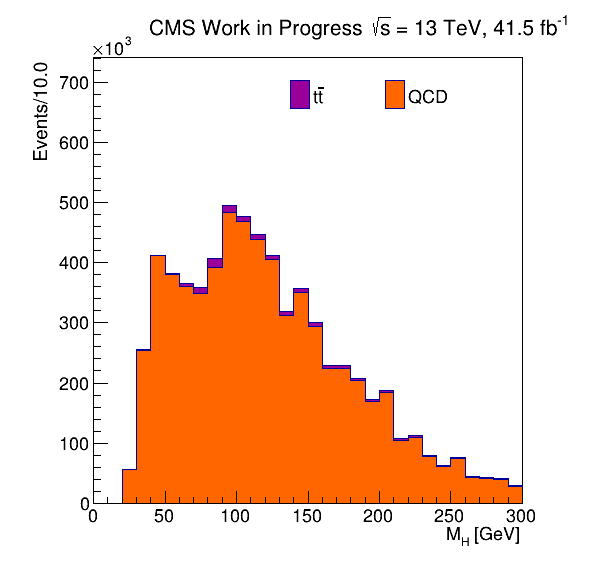 CMS Work in Progress √s = 13 TeV, 41.5 fb⁻¹
×10³
Events/10.0
tt̄
QCD
700
600
500
400
300
200
100
0
0 50 100 150 200 250 300
M_H [GeV]